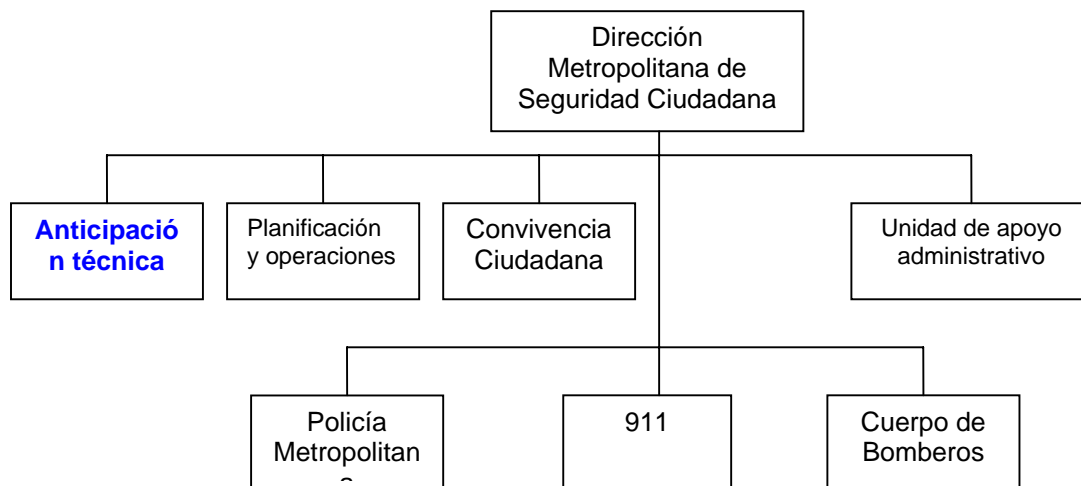 Dirección
Metropolitana de
Seguridad Ciudadana
Anticipació
n técnica
Planificación
y operaciones
Convivencia
Ciudadana
Unidad de apoyo
administrativo
Policía
Metropolitan
a
911
Cuerpo de
Bomberos